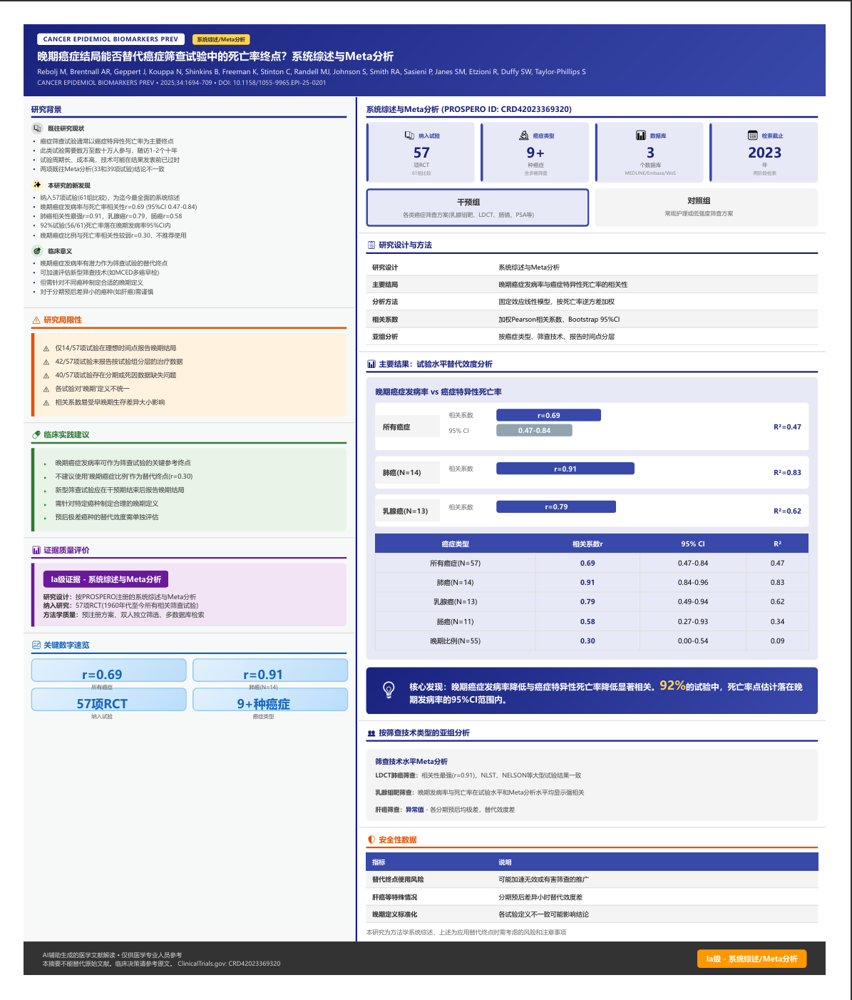 CANCER EPIDEMIOL BIOMARKERS PREV
系统综述/Meta分析
晚期癌症结局能否替代癌症筛查试验中的死亡率终点？系统综述与Meta分析
Rebolj M, Brentnall AR, Geppert J, Kouppa N, Shinkins B, Freeman K, Stinton C, Randell MJ, Johnson S, Smith RA, Sasieni P, Janes SM, Etzioni R, Duffy SW, Taylor-Phillips S
CANCER EPIDEMIOL BIOMARKERS PREV • 2025;34:1694-709 • DOI: 10.1158/1055-9965.EPI-25-0201
研究背景
既往研究现状
• 癌症筛查试验通常以癌症特异性死亡率为主要终点
• 此类试验需要数万至数十万人参与，随访1-2个十年
• 试验周期长、成本高，技术可能在结果发表前已过时
• 两项既往Meta分析(33和39项试验)结论不一致
本研究的新发现
• 纳入57项试验(61组比较)，为迄今最全面的系统综述
• 晚期癌症发病率与死亡率相关性r=0.69 (95%CI 0.47-0.84)
• 肺癌相关性最强r=0.91，乳腺癌r=0.79，肠癌r=0.58
• 92%试验(56/61)死亡率落在晚期发病率95%CI内
• 晚期癌症比例与死亡率相关性较弱r=0.30，不推荐使用
临床意义
• 晚期癌症发病率有潜力作为筛查试验的替代终点
• 可加速评估新型筛查技术(如MCED多癌早检)
• 但需针对不同癌种制定合适的晚期定义
• 对于分期预后差异小的癌种(如肝癌)需谨慎
研究局限性
仅14/57项试验在理想时间点报告晚期结局
42/57项试验未报告按试验组分层的治疗数据
40/57项试验存在分期或死因数据缺失问题
各试验对'晚期'定义不统一
相关系数易受早晚期生存差异大小影响
临床实践建议
▸ 晚期癌症发病率可作为筛查试验的关键参考终点
▸ 不建议使用'晚期癌症比例'作为替代终点(r=0.30)
▸ 新型筛查试验应在干预期结束后报告晚期结局
▸ 需针对特定癌种制定合理的晚期定义
▸ 预后极差癌种的替代效度需单独评估
证据质量评价
Ia级证据 - 系统综述与Meta分析
研究设计：按PROSPERO注册的系统综述与Meta分析
纳入研究：57项RCT(1960年代至今所有相关筛查试验)
方法学质量：预注册方案、双人独立筛选、多数据库检索
关键数字速览
r=0.69
所有癌症
r=0.91
肺癌(N=14)
57项RCT
纳入试验
9+种癌症
癌症类型
系统综述与Meta分析 (PROSPERO ID: CRD42023369320)
纳入试验
57
项RCT
61组比较
癌症类型
9+
种癌症
含多癌筛查
数据库
3
个数据库
MEDLINE/Embase/WoS
检索截止
2023
年
两阶段检索
干预组
各类癌症筛查方案(乳腺钼靶、LDCT、肠镜、PSA等)
对照组
常规护理或低强度筛查方案
研究设计与方法
研究设计 系统综述与Meta分析
主要结局 晚期癌症发病率与癌症特异性死亡率的相关性
分析方法 固定效应线性模型，按死亡率逆方差加权
相关系数 加权Pearson相关系数，Bootstrap 95%CI
亚组分析 按癌症类型、筛查技术、报告时间点分层
主要结果：试验水平替代效度分析
晚期癌症发病率 vs 癌症特异性死亡率
所有癌症
相关系数 r=0.69
95% CI 0.47-0.84
R²=0.47
肺癌(N=14)
相关系数 r=0.91
R²=0.83
乳腺癌(N=13)
相关系数 r=0.79
R²=0.62
癌症类型 相关系数r 95% CI R²
所有癌症(N=57) 0.69 0.47-0.84 0.47
肺癌(N=14) 0.91 0.84-0.96 0.83
乳腺癌(N=13) 0.79 0.49-0.94 0.62
肠癌(N=11) 0.58 0.27-0.93 0.34
晚期比例(N=55) 0.30 0.00-0.54 0.09
核心发现：晚期癌症发病率降低与癌症特异性死亡率降低显著相关。92%的试验中，死亡率点估计落在晚
期发病率的95%CI范围内。
按筛查技术类型的亚组分析
筛查技术水平Meta分析
LDCT肺癌筛查：相关性最强(r=0.91)，NLST、NELSON等大型试验结果一致
乳腺钼靶筛查：晚期发病率与死亡率在试验水平和Meta分析水平均显示强相关
肝癌筛查：异常值 - 各分期预后均极差，替代效度差
安全性数据
指标 说明
替代终点使用风险 可能加速无效或有害筛查的推广
肝癌等特殊情况 分期预后差异小时替代效度差
晚期定义标准化 各试验定义不一致可能影响结论
本研究为方法学系统综述，上述为应用替代终点时需考虑的风险和注意事项
AI辅助生成的医学文献解读 • 仅供医学专业人员参考
本摘要不能替代原始文献。临床决策请参考原文。 ClinicalTrials.gov: CRD42023369320
Ia级 - 系统综述/Meta分析